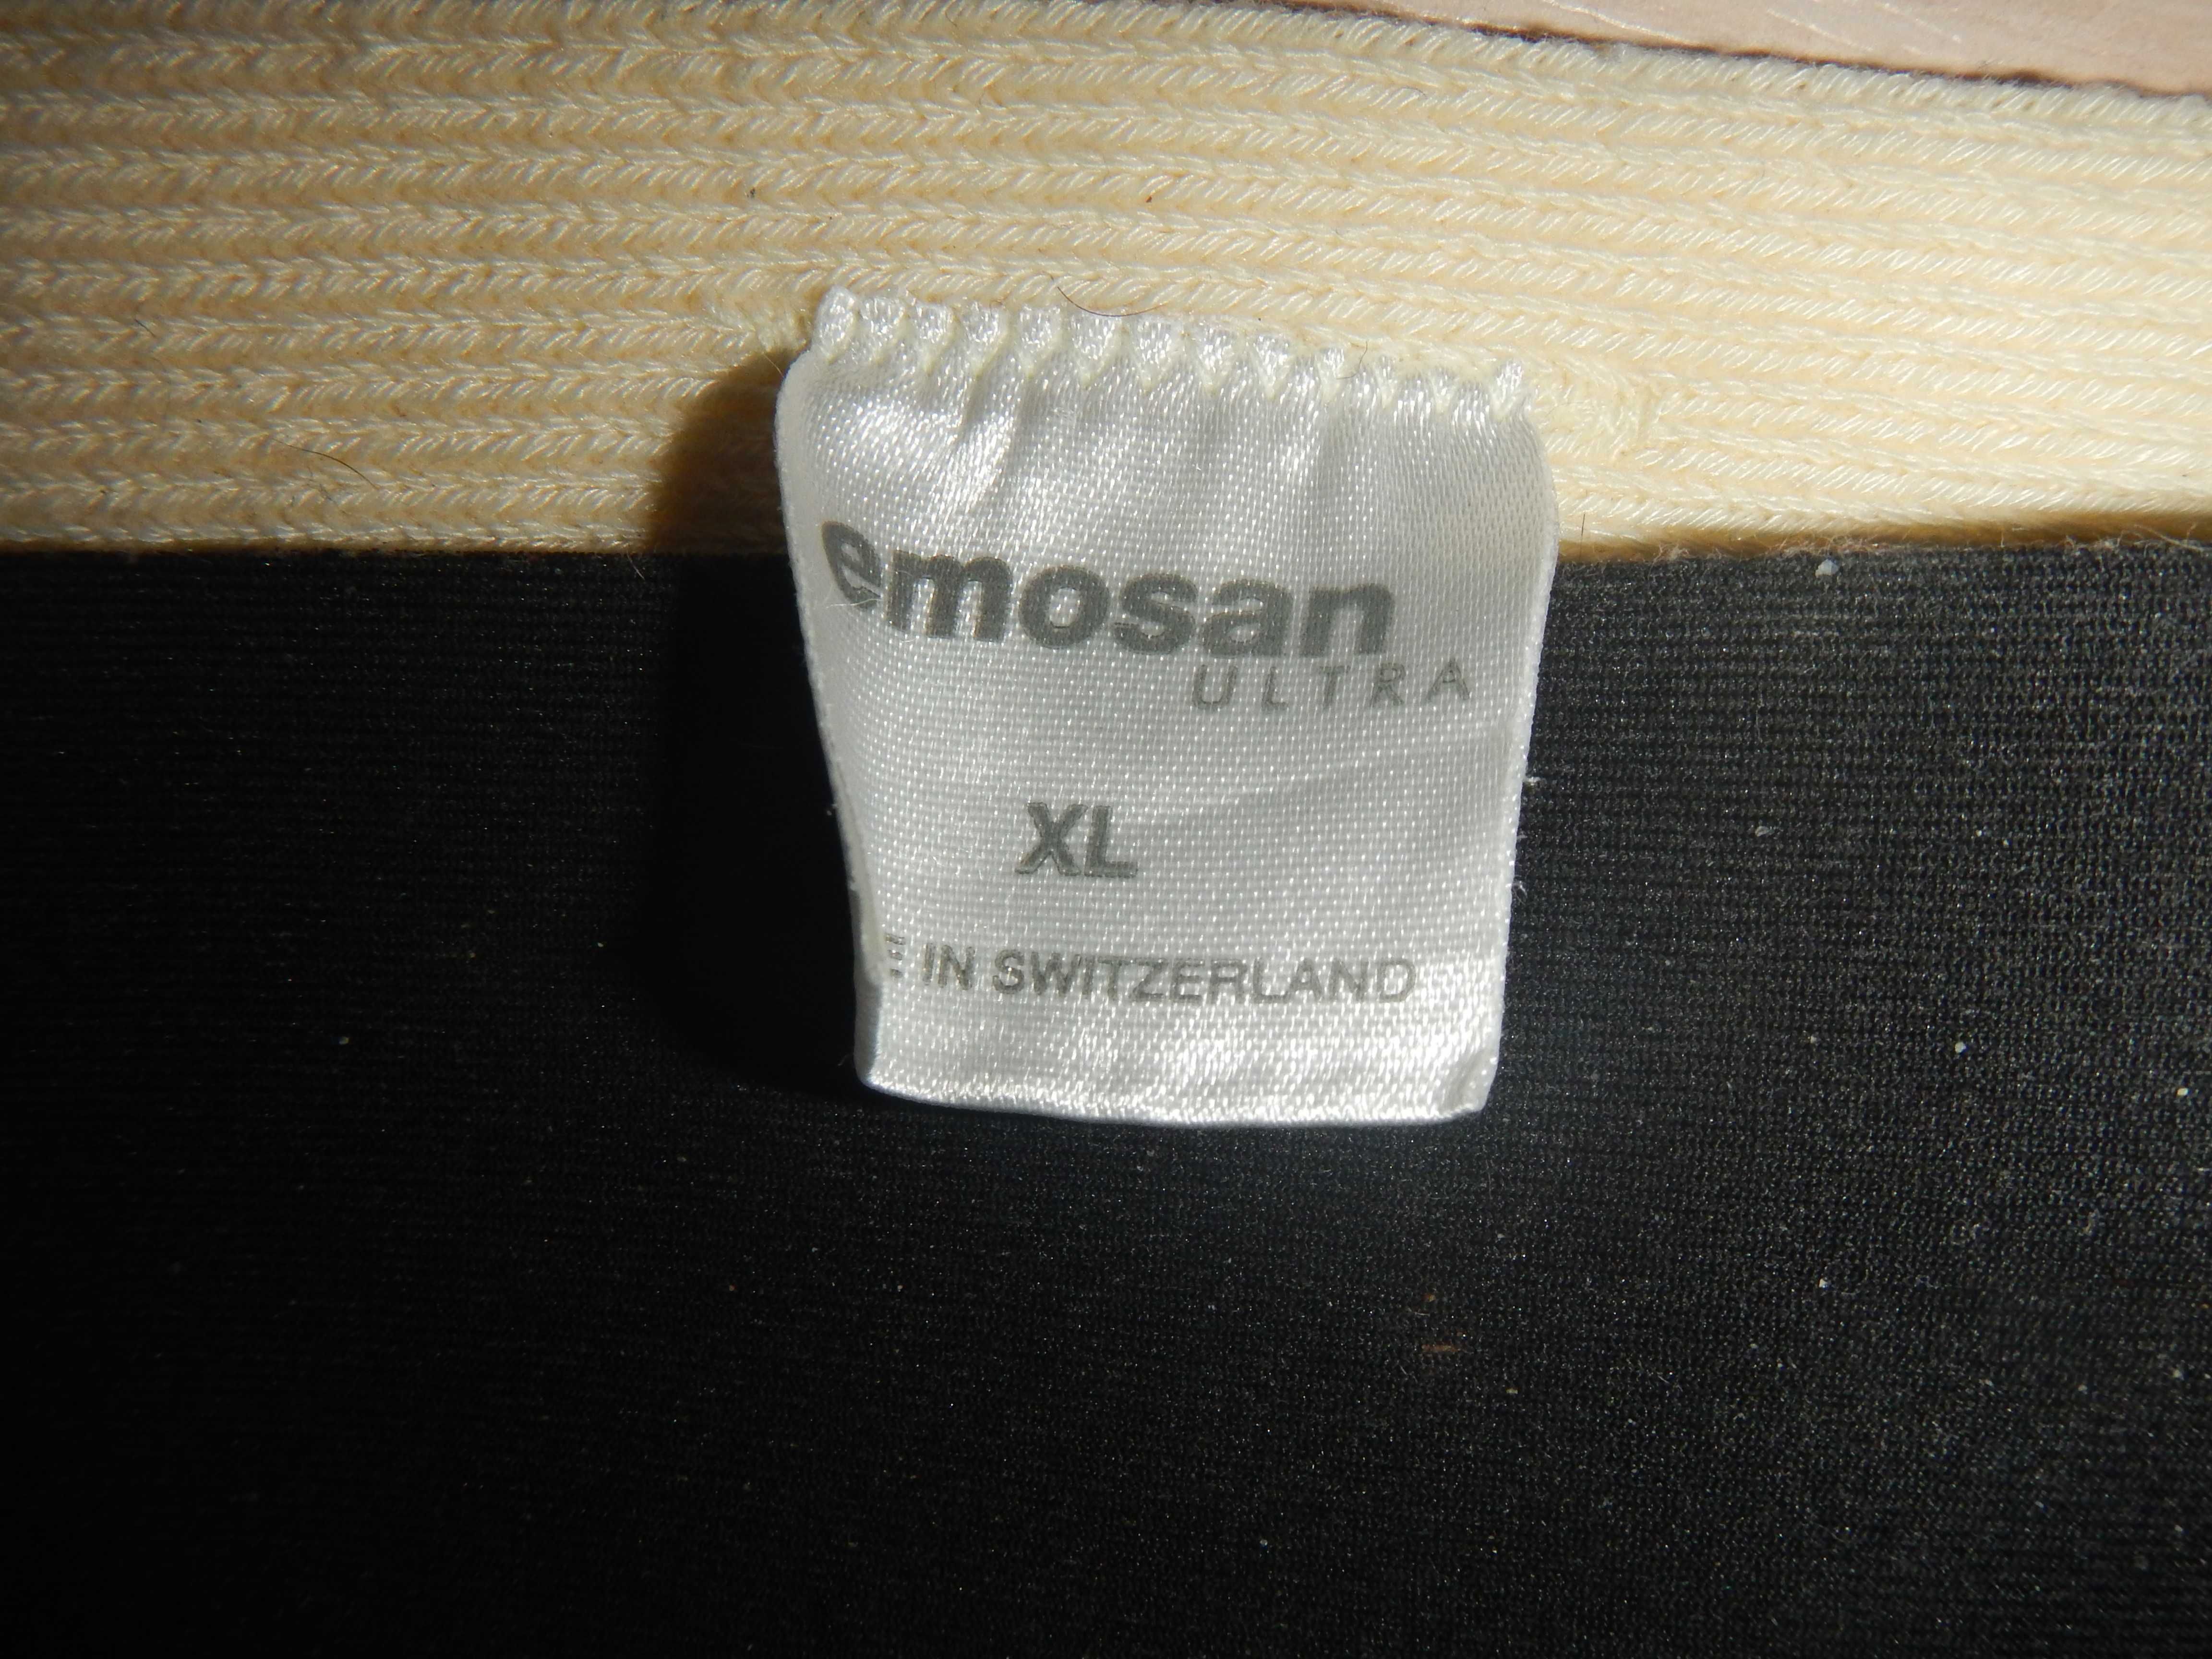 emosan
ULTRA
XL
E IN SWITZERLAND